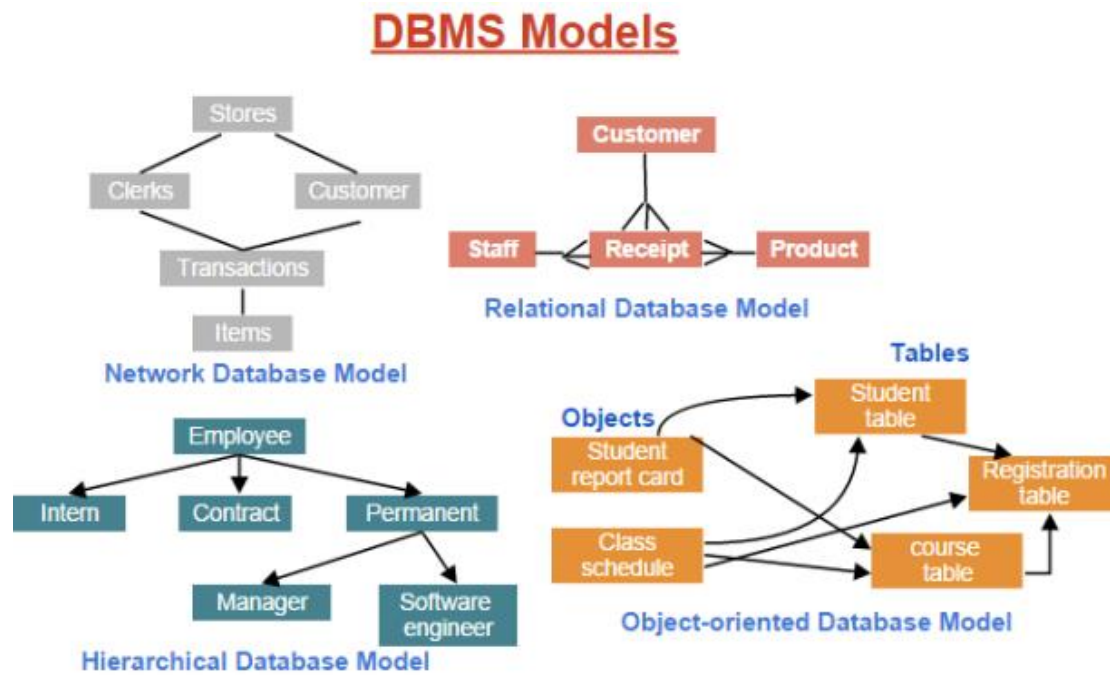 DBMS Models
Stores
Clerks
Customer
Transactions
Items
Network Database Model
Customer
Staff
Receipt
Product
Relational Database Model
Employee
Intern
Contract
Permanent
Manager
Software
engineer
Hierarchical Database Model
Tables
Objects
Student
table
Student
report card
Registration
table
Class
schedule
course
table
Object-oriented Database Model